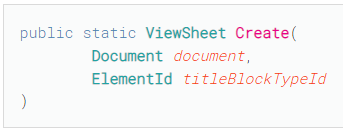 public static ViewSheet Create(
Document document,
ElementId titleBlockTypeId
)